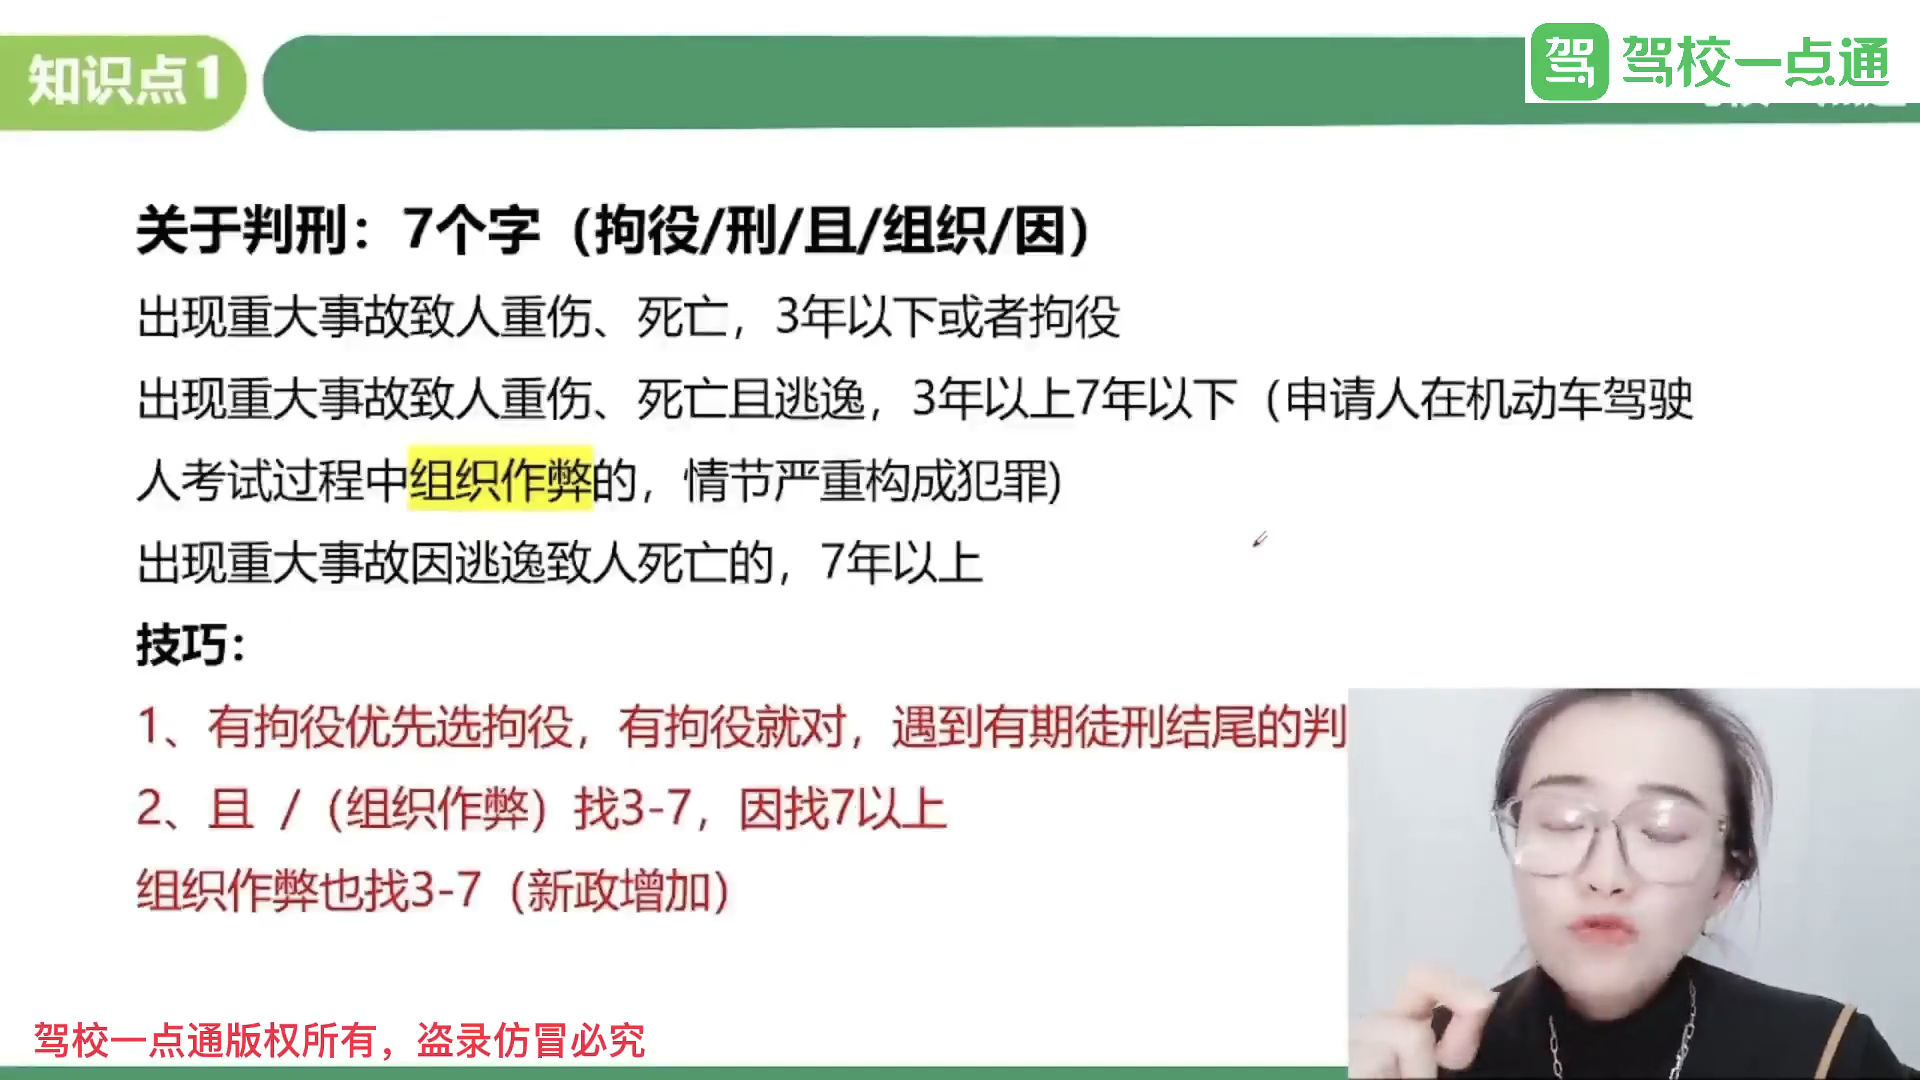 知识点1
驾 驾校一点通
关于判刑：7个字（拘役/刑/且/组织/因）
出现重大事故致人重伤、死亡，3年以下或者拘役
出现重大事故致人重伤、死亡且逃逸，3年以上7年以下（申请人在机动车驾驶
人考试过程中组织作弊的，情节严重构成犯罪)
出现重大事故因逃逸致人死亡的，7年以上
技巧：
1、有拘役优先选拘役，有拘役就对，遇到有期徒刑结尾的判
2、且 /（组织作弊）找3-7，因找7以上
组织作弊也找3-7（新政增加）
驾校一点通版权所有，盗录仿冒必究